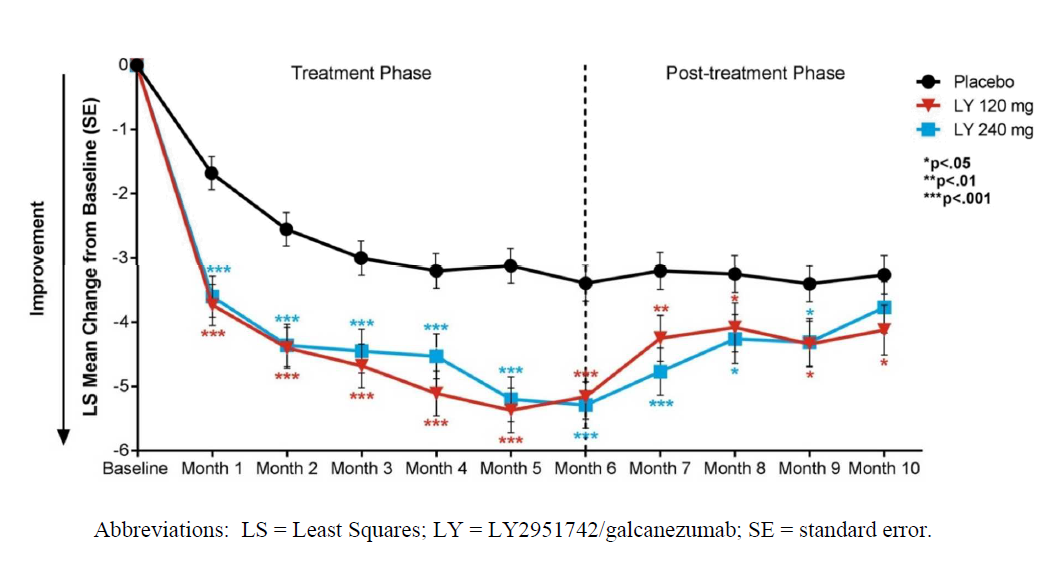 Treatment Phase
Post-treatment Phase
Placebo
LY 120 mg
LY 240 mg
*p<.05
**p<.01
***p<.001
Improvement
LS Mean Change from Baseline (SE)
0
-1
-2
-3
-4
-5
-6
***
***
***
***
***
***
***
***
***
***
***
***
**
***
*
*
*
*
*
Baseline Month 1 Month 2 Month 3 Month 4 Month 5 Month 6 Month 7 Month 8 Month 9 Month 10
Abbreviations: LS = Least Squares; LY = LY2951742/galcanezumab; SE = standard error.